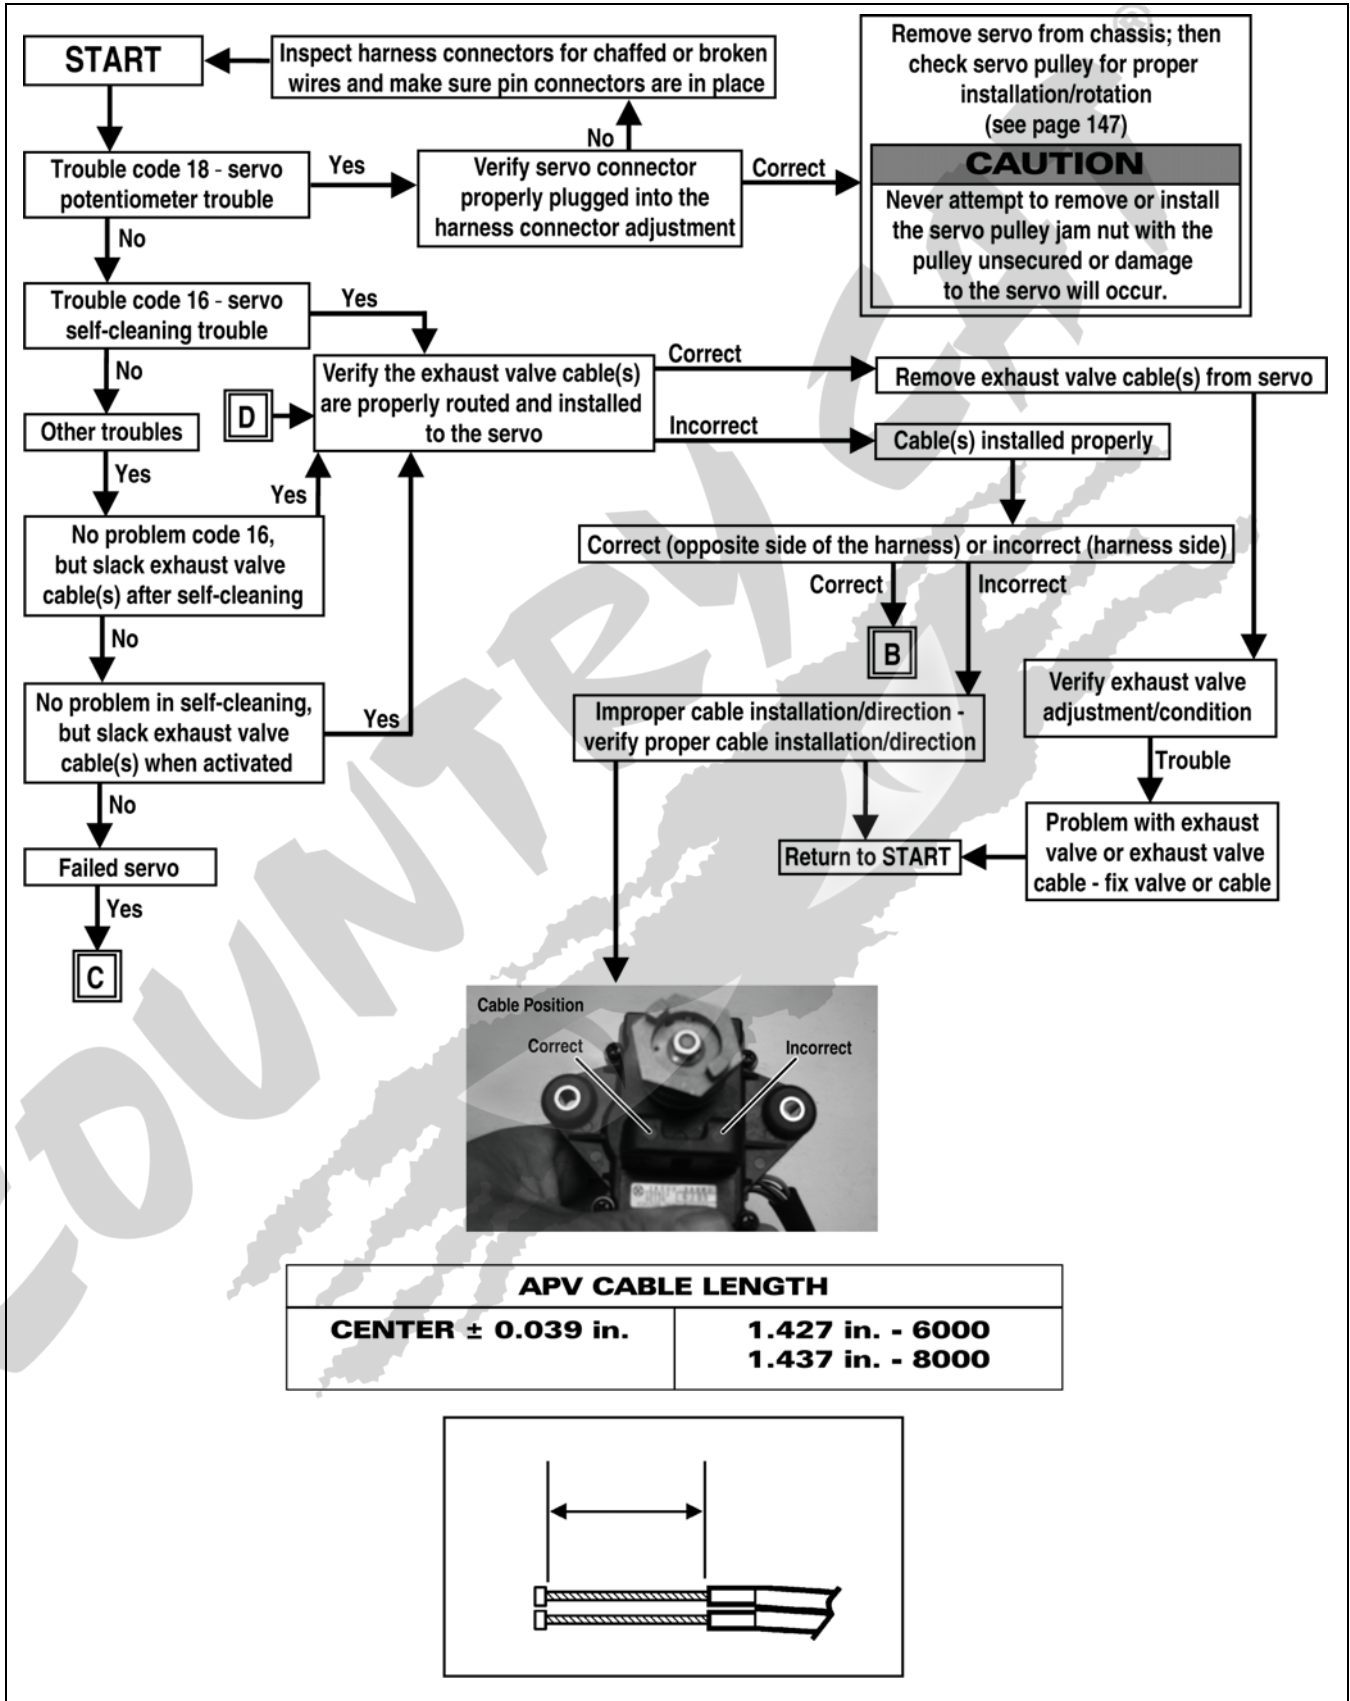 START
Inspect harness connectors for chaffed or broken
wires and make sure pin connectors are in place
Remove servo from chassis; then
check servo pulley for proper
installation/rotation
(see page 147)
CAUTION
Never attempt to remove or install
the servo pulley jam nut with the
pulley unsecured or damage
to the servo will occur.
No
Trouble code 18 - servo
potentiometer trouble
Yes
Verify servo connector
properly plugged into the
harness connector adjustment
Correct
No
Trouble code 16 - servo
self-cleaning trouble
Yes
No
D
Verify the exhaust valve cable(s)
are properly routed and installed
to the servo
Correct
Remove exhaust valve cable(s) from servo
Incorrect
Cable(s) installed properly
Other troubles
Yes
Yes
No problem code 16,
but slack exhaust valve
cable(s) after self-cleaning
Correct (opposite side of the harness) or incorrect (harness side)
Correct
Incorrect
B
No
No problem in self-cleaning,
but slack exhaust valve
cable(s) when activated
Yes
Improper cable installation/direction -
verify proper cable installation/direction
Verify exhaust valve
adjustment/condition
Trouble
No
Failed servo
Yes
C
Return to START
Problem with exhaust
valve or exhaust valve
cable - fix valve or cable
Cable Position
Correct
Incorrect
APV CABLE LENGTH
CENTER ± 0.039 in.
1.427 in. - 6000
1.437 in. - 8000
COUNTRY CAT
®